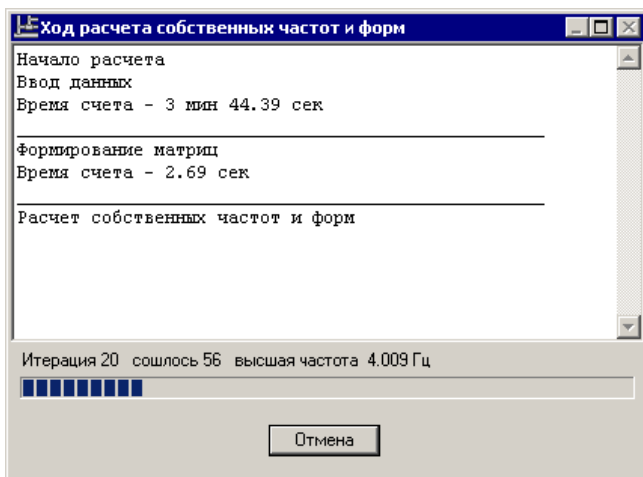 Ход расчета собственных частот и форм
Начало расчета
Ввод данных
Время счета - 3 мин 44.39 сек
Формирование матриц
Время счета - 2.69 сек
Расчет собственных частот и форм
Итерация 20 сошлось 56 высшая частота 4.009 Гц
Отмена